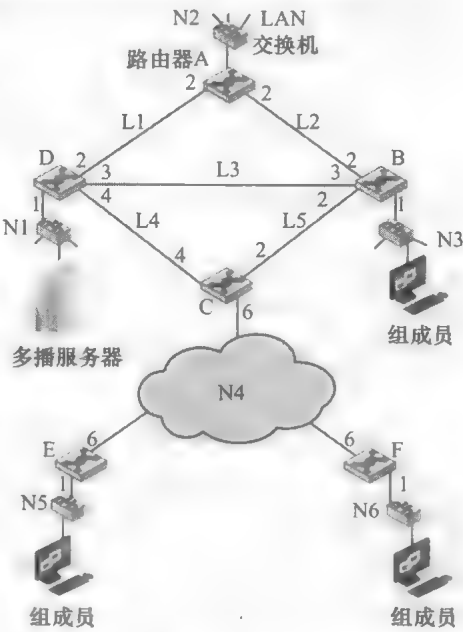 N2 LAN
交换机
路由器A
2 2
L1 L2
D 2 2 B
3 L3 3
1 4 2 1
N1 L4 L5 N3
4 2
C 6
多播服务器
组成员
N4
E 6 6 F
1 1
N5 N6
组成员 组成员